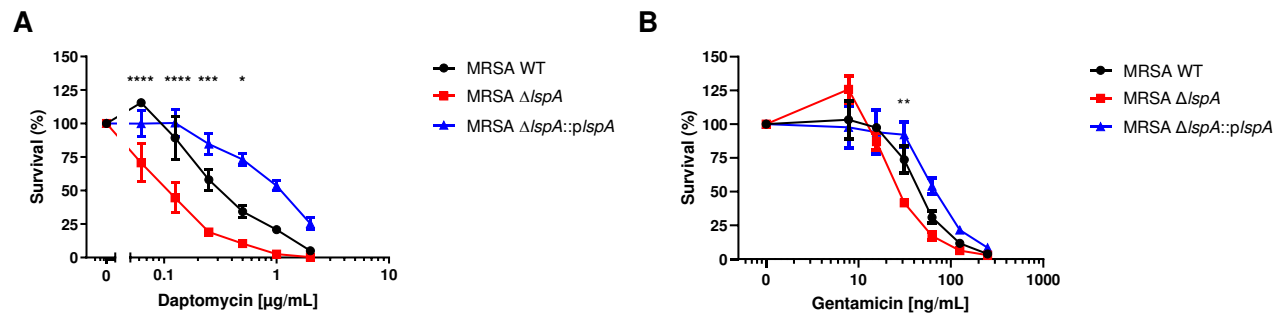 A
150
125
100
75
50
25
0
Survival (%)
**** **** *** *
0 0.1 1 10
Daptomycin [µg/mL]
MRSA WT
MRSA ΔlspA
MRSA ΔlspA::plspA
B
150
125
100
75
50
25
0
Survival (%)
**
0 10 100 1000
Gentamicin [ng/mL]
MRSA WT
MRSA ΔlspA
MRSA ΔlspA::plspA